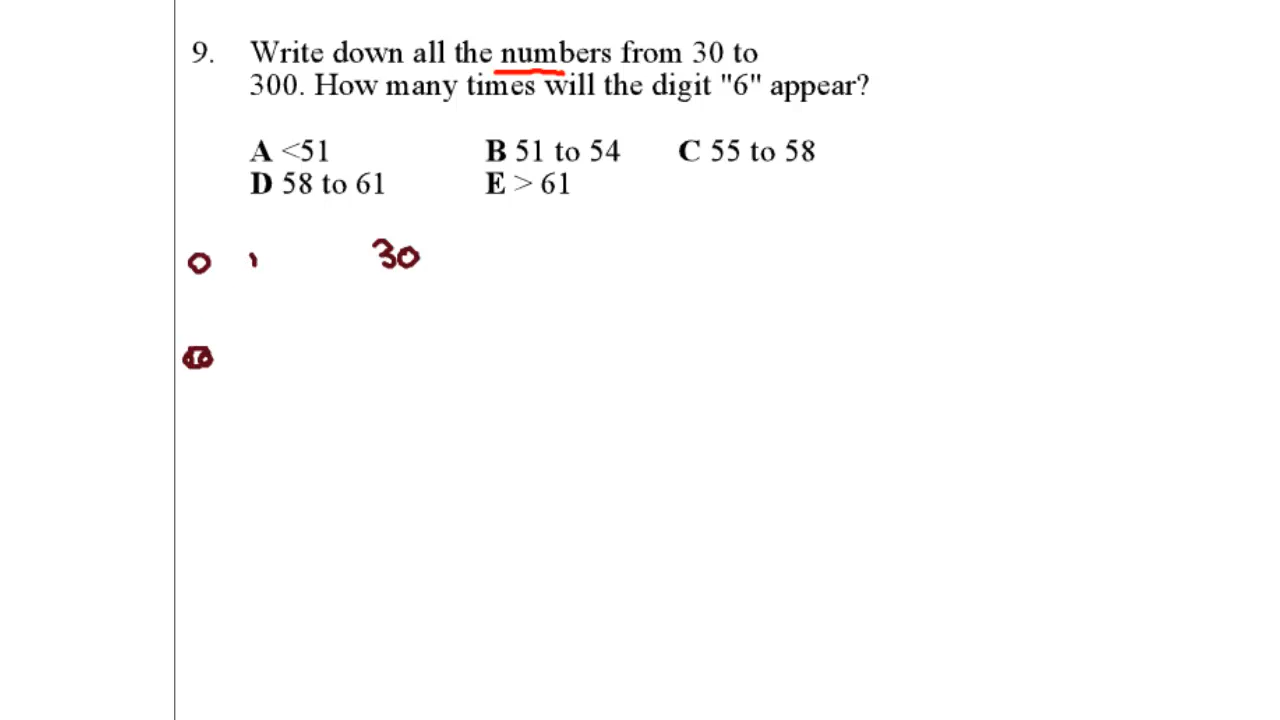 9. Write down all the numbers from 30 to
300. How many times will the digit "6" appear?
A <51 B 51 to 54 C 55 to 58
D 58 to 61 E > 61
0 1 30